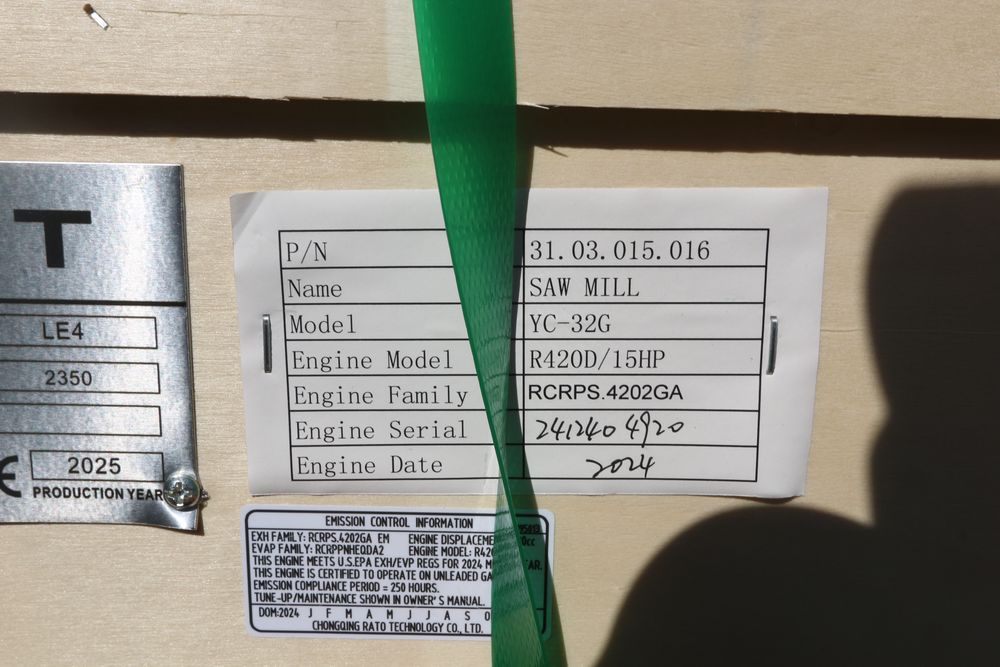 T
LE4
2350
2025
PRODUCTION YEAR
P/N 31.03.015.016
Name SAW MILL
Model YC-32G
Engine Model R420D/15HP
Engine Family RCRPS.4202GA
Engine Serial 2412404920
Engine Date 2024
EMISSION CONTROL INFORMATION
EXH FAMILY: RCRPS.4202GA EM ENGINE
EVAP FAMILY: RCRPPNHEQDA2 ENGINE MODEL:
THIS ENGINE MEETS U.S.EPA EXH/EVP REGS FOR 2024
THIS ENGINE IS CERTIFIED TO OPERATE ON UNLEADED
EMISSION COMPLIANCE PERIOD = 250 HOURS.
TUNE-UP/MAINTENANCE SHOWN IN OWNER'S MANUAL.
DOM:2024 J F M A M J J A S O
CHONGQING RATO TECHNOLOGY CO., LTD.